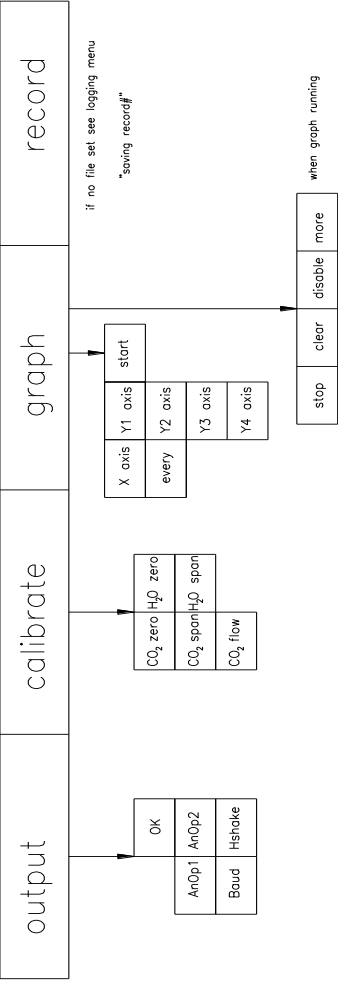 output calibrate graph record
OK
AnOp1 AnOp2
Baud Hshake
CO₂ zero H₂O zero
CO₂ span H₂O span
CO₂ flow
X axis Y1 axis start
every Y2 axis
Y3 axis
Y4 axis
if no file set see logging menu
"saving record#"
stop clear disable more
when graph running